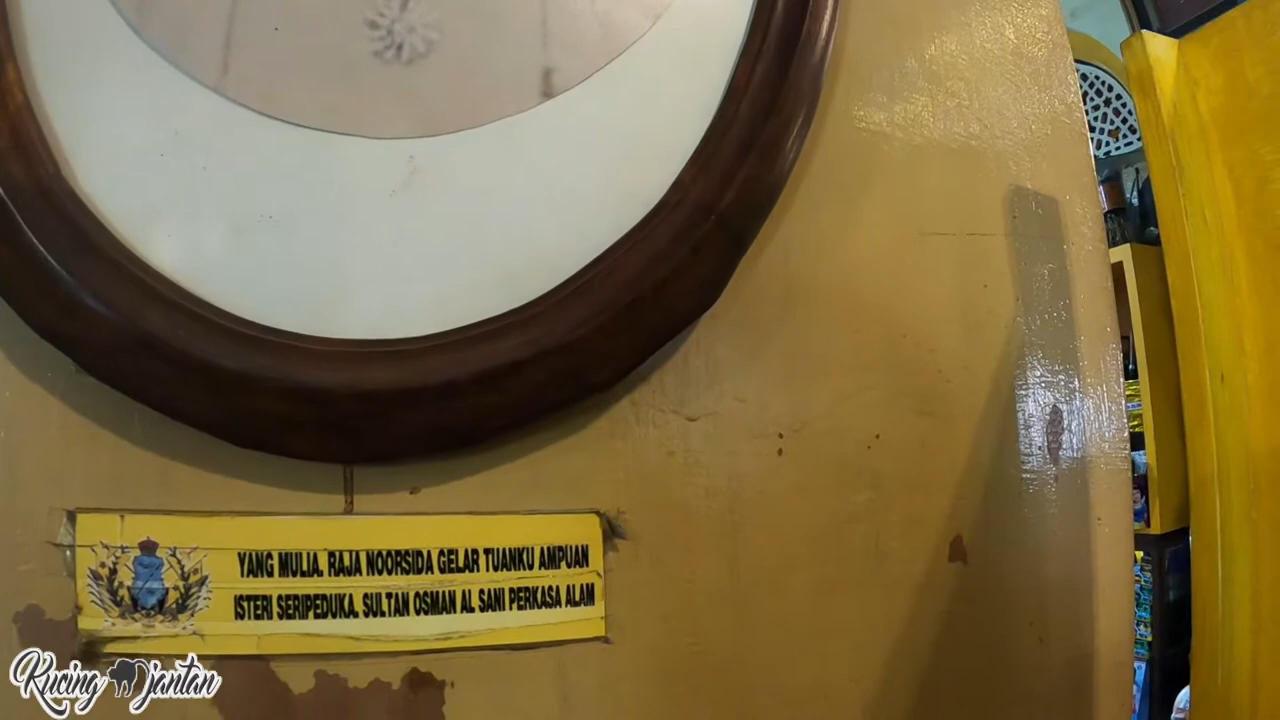 YANG MULIA. RAJA NOORSIDA GELAR TUANKU AMPUAN
ISTERI SERIPEDUKA. SULTAN OSMAN AL SANI PERKASA ALAM
Kucing jantan